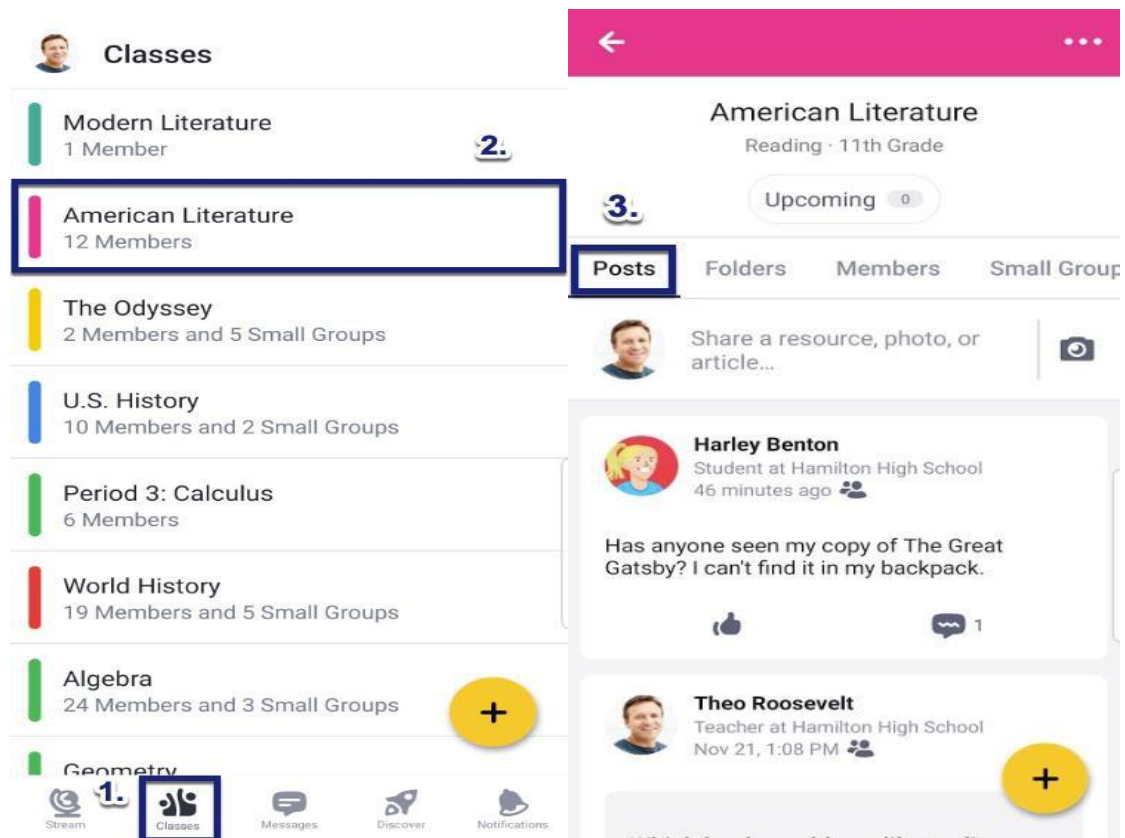 Classes
Modern Literature
1 Member
2.
American Literature
12 Members
The Odyssey
2 Members and 5 Small Groups
U.S. History
10 Members and 2 Small Groups
Period 3: Calculus
6 Members
World History
19 Members and 5 Small Groups
Algebra
24 Members and 3 Small Groups
+
Geometry
1.
Stream Classes Messages Discover Notifications
American Literature
Reading · 11th Grade
Upcoming 0
3.
Posts Folders Members Small Group
Share a resource, photo, or
article...
Harley Benton
Student at Hamilton High School
46 minutes ago
Has anyone seen my copy of The Great
Gatsby? I can't find it in my backpack.
1
Theo Roosevelt
Teacher at Hamilton High School
Nov 21, 1:08 PM
+